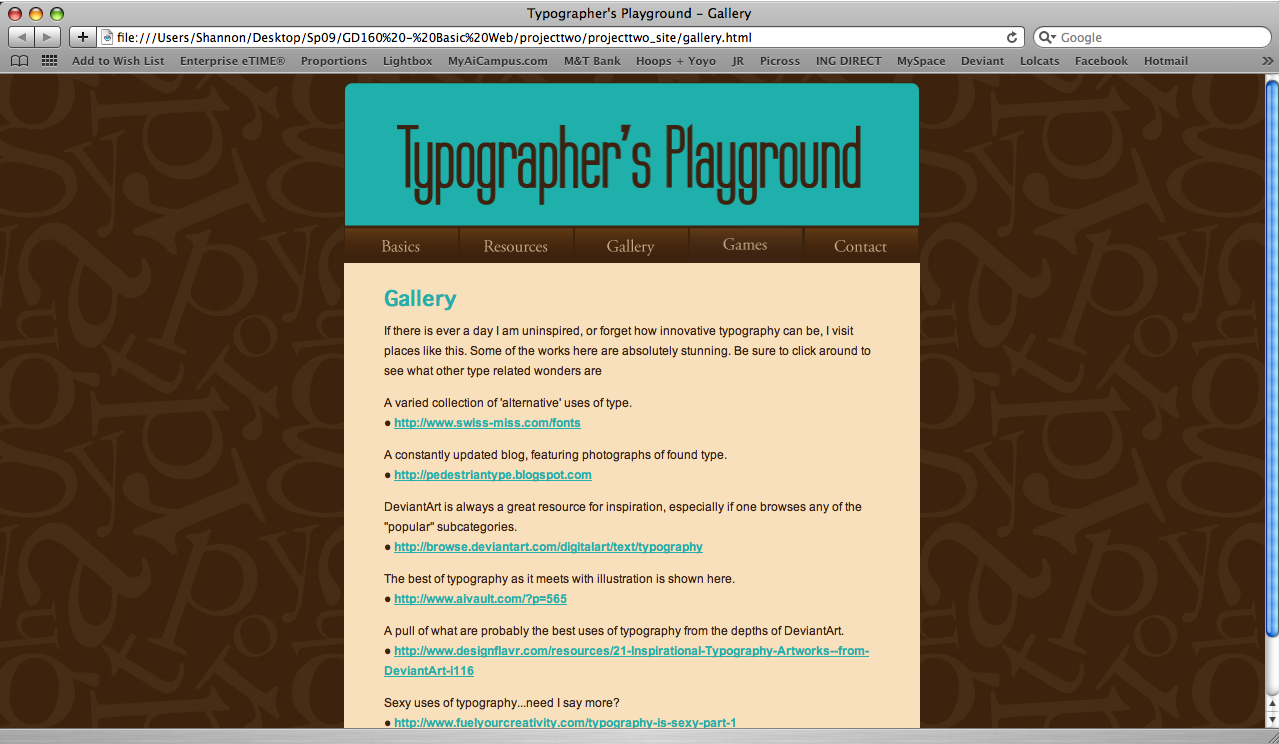 Typographer's Playground – Gallery
file:///Users/Shannon/Desktop/Sp09/GD160%20-%20Basic%20Web/projecttwo/projecttwo_site/gallery.html
Google
Add to Wish List Enterprise eTIME® Proportions Lightbox MyAiCampus.com M&T Bank Hoops + Yoyo JR Picross ING DIRECT MySpace Deviant Lolcats Facebook Hotmail
Typographer's Playground
Basics Resources Gallery Games Contact
Gallery
If there is ever a day I am uninspired, or forget how innovative typography can be, I visit
places like this. Some of the works here are absolutely stunning. Be sure to click around to
see what other type related wonders are
A varied collection of 'alternative' uses of type.
● http://www.swiss-miss.com/fonts
A constantly updated blog, featuring photographs of found type.
● http://pedestriantype.blogspot.com
DeviantArt is always a great resource for inspiration, especially if one browses any of the
"popular" subcategories.
● http://browse.deviantart.com/digitalart/text/typography
The best of typography as it meets with illustration is shown here.
● http://www.aivault.com/?p=565
A pull of what are probably the best uses of typography from the depths of DeviantArt.
● http://www.designflavr.com/resources/21-Inspirational-Typography-Artworks--from-
DeviantArt-i116
Sexy uses of typography...need I say more?
● http://www.fuelyourcreativity.com/typography-is-sexy-part-1